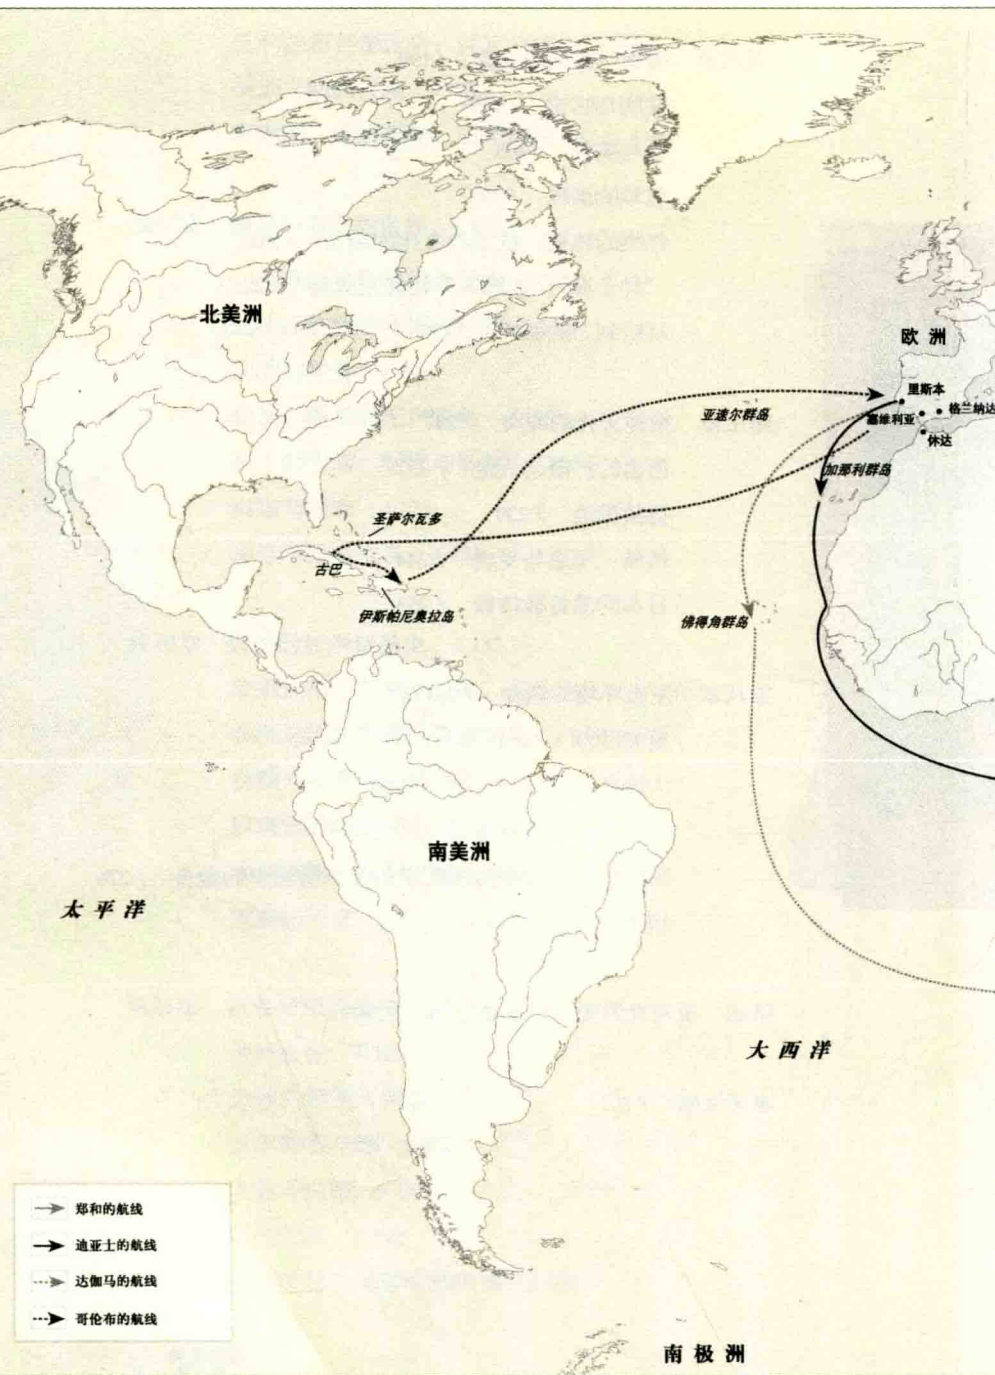 北美洲
欧洲
里斯本
亚速尔群岛
塞维利亚
格兰纳达
休达
加那利群岛
圣萨尔瓦多
古巴
伊斯帕尼奥拉岛
佛得角群岛
南美洲
太平洋
大西洋
郑和的航线
迪亚士的航线
达伽马的航线
哥伦布的航线
南极洲